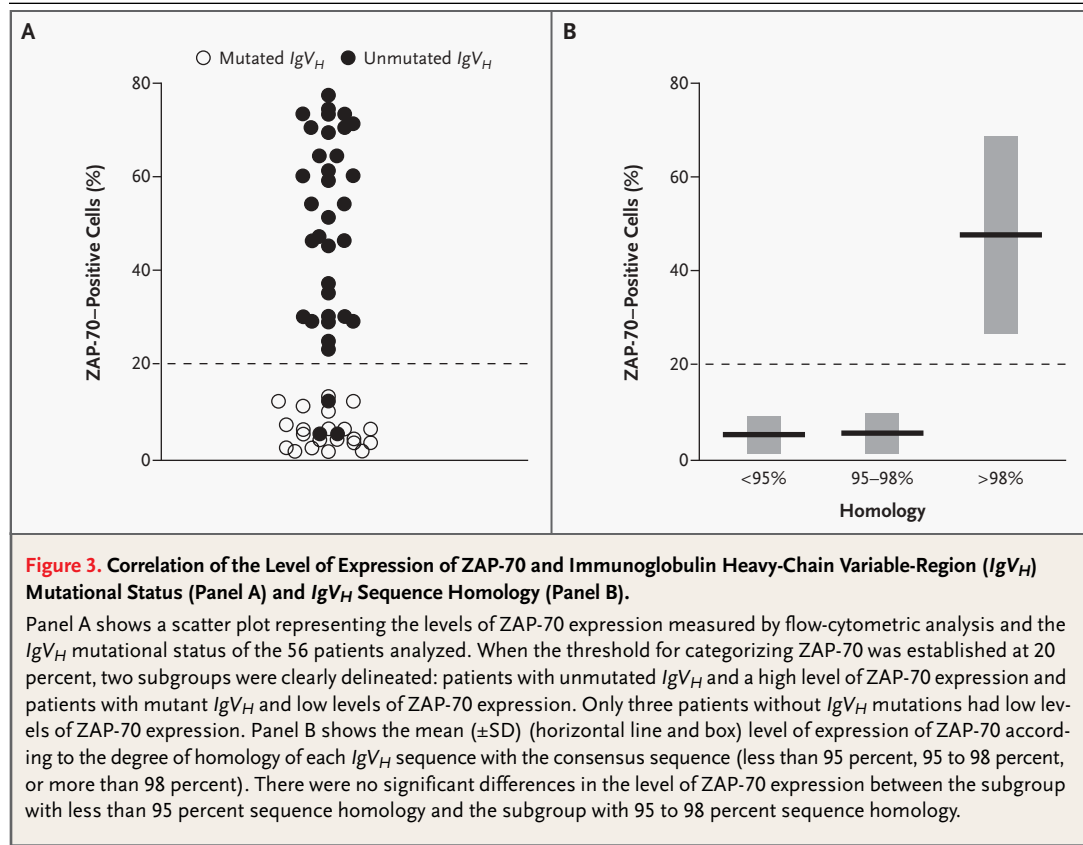 A
○ Mutated IgVH ● Unmutated IgVH
80
60
40
20
0
ZAP-70–Positive Cells (%)
B
80
60
40
20
0
ZAP-70–Positive Cells (%)
<95%
95–98%
>98%
Homology
Figure 3. Correlation of the Level of Expression of ZAP-70 and Immunoglobulin Heavy-Chain Variable-Region (IgVH)
Mutational Status (Panel A) and IgVH Sequence Homology (Panel B).
Panel A shows a scatter plot representing the levels of ZAP-70 expression measured by flow-cytometric analysis and the
IgVH mutational status of the 56 patients analyzed. When the threshold for categorizing ZAP-70 was established at 20
percent, two subgroups were clearly delineated: patients with unmutated IgVH and a high level of ZAP-70 expression and
patients with mutant IgVH and low levels of ZAP-70 expression. Only three patients without IgVH mutations had low lev-
els of ZAP-70 expression. Panel B shows the mean (±SD) (horizontal line and box) level of expression of ZAP-70 accord-
ing to the degree of homology of each IgVH sequence with the consensus sequence (less than 95 percent, 95 to 98 percent,
or more than 98 percent). There were no significant differences in the level of ZAP-70 expression between the subgroup
with less than 95 percent sequence homology and the subgroup with 95 to 98 percent sequence homology.